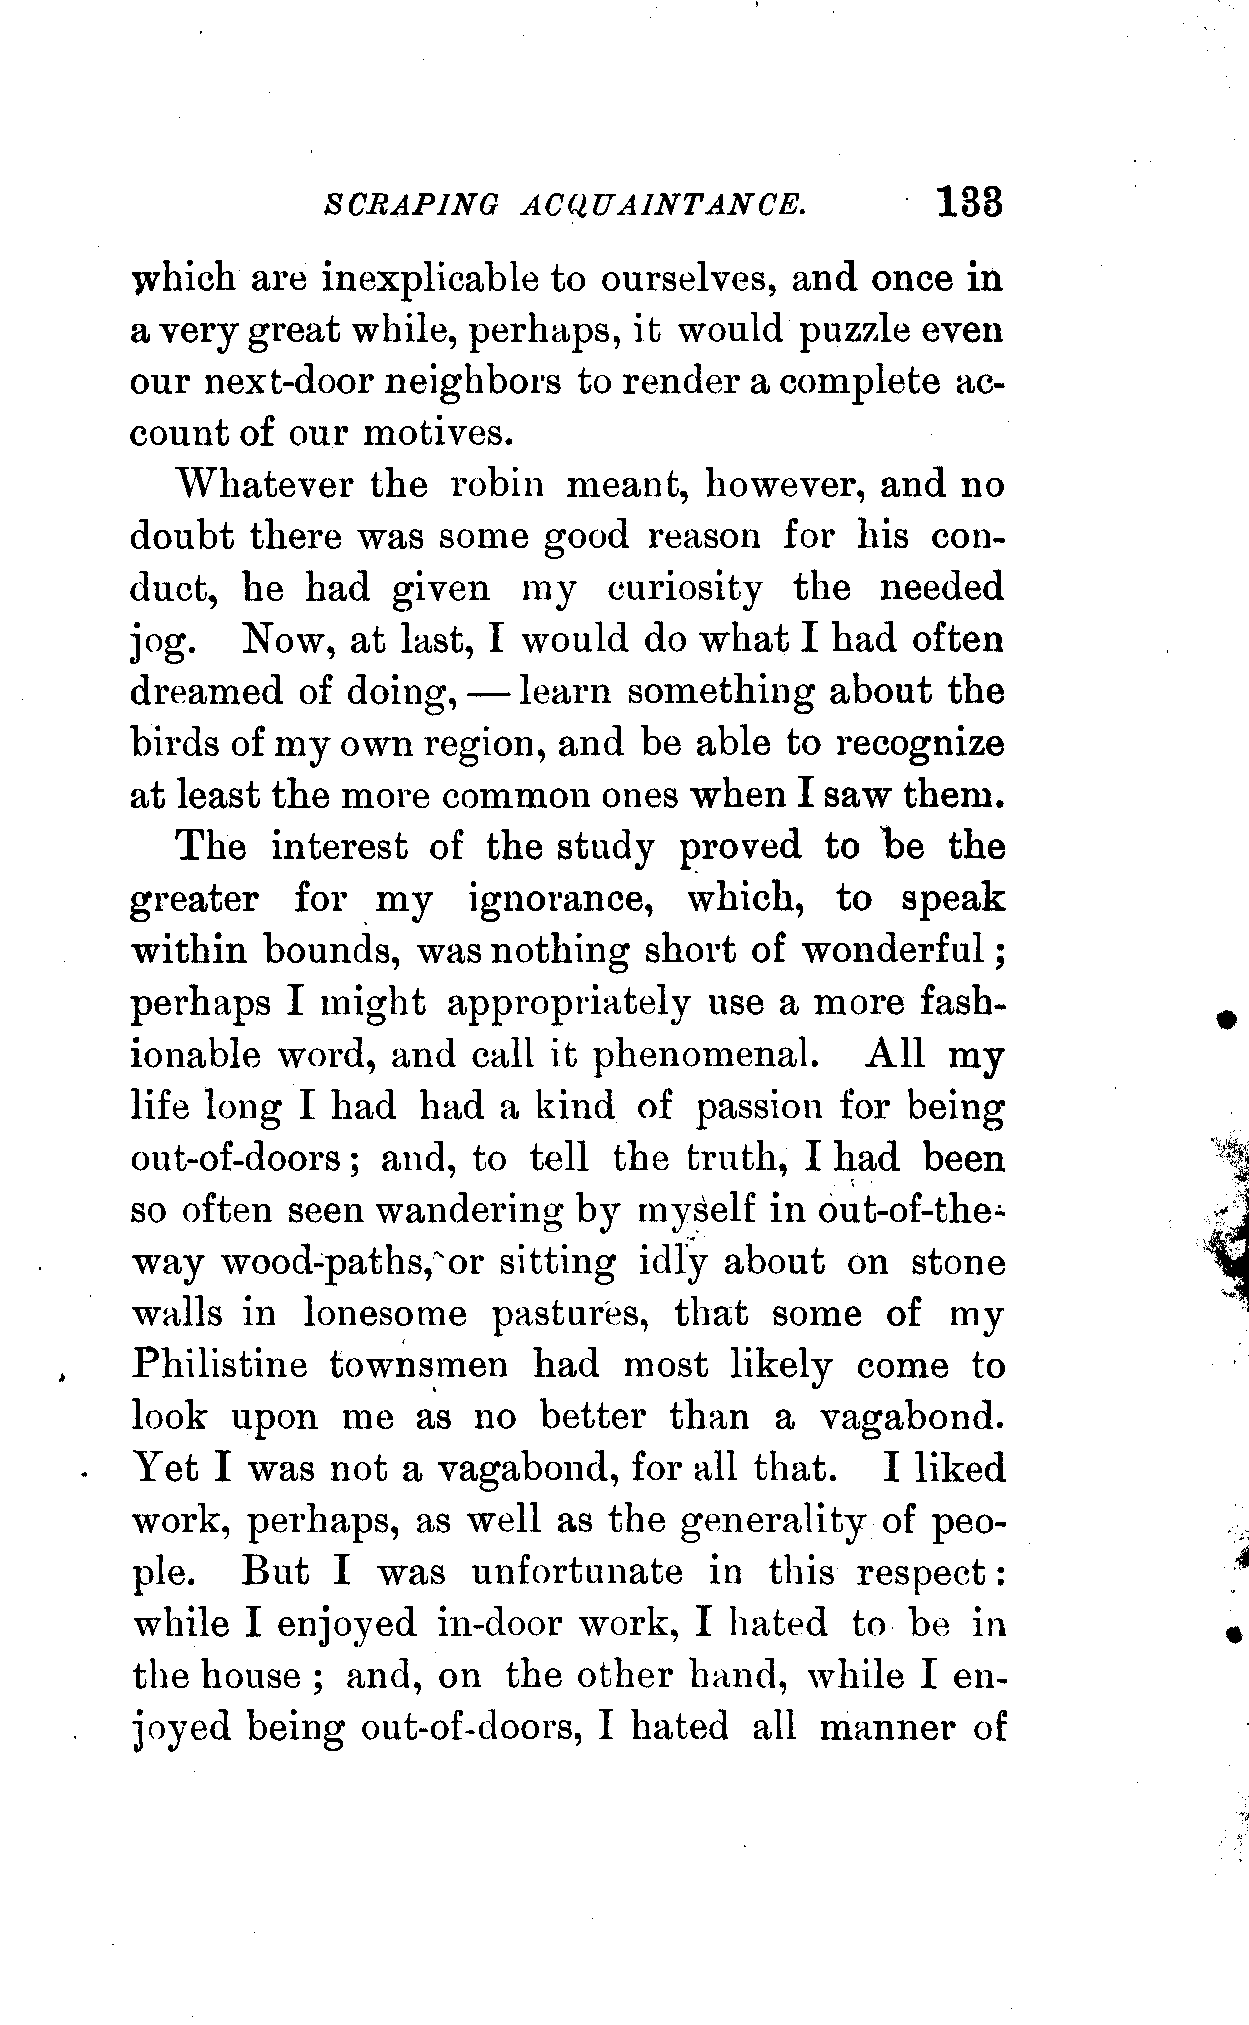 SCRAPING ACQUAINTANCE. 133
which are inexplicable to ourselves, and once in
a very great while, perhaps, it would puzzle even
our next-door neighbors to render a complete ac-
count of our motives.
Whatever the robin meant, however, and no
doubt there was some good reason for his con-
duct, he had given my curiosity the needed
jog. Now, at last, I would do what I had often
dreamed of doing, — learn something about the
birds of my own region, and be able to recognize
at least the more common ones when I saw them.
The interest of the study proved to be the
greater for my ignorance, which, to speak
within bounds, was nothing short of wonderful ;
perhaps I might appropriately use a more fash-
ionable word, and call it phenomenal. All my
life long I had had a kind of passion for being
out-of-doors ; and, to tell the truth, I had been
so often seen wandering by myself in out-of-the-
way wood-paths, or sitting idly about on stone
walls in lonesome pastures, that some of my
Philistine townsmen had most likely come to
look upon me as no better than a vagabond.
Yet I was not a vagabond, for all that. I liked
work, perhaps, as well as the generality of peo-
ple. But I was unfortunate in this respect :
while I enjoyed in-door work, I hated to be in
the house ; and, on the other hand, while I en-
joyed being out-of-doors, I hated all manner of